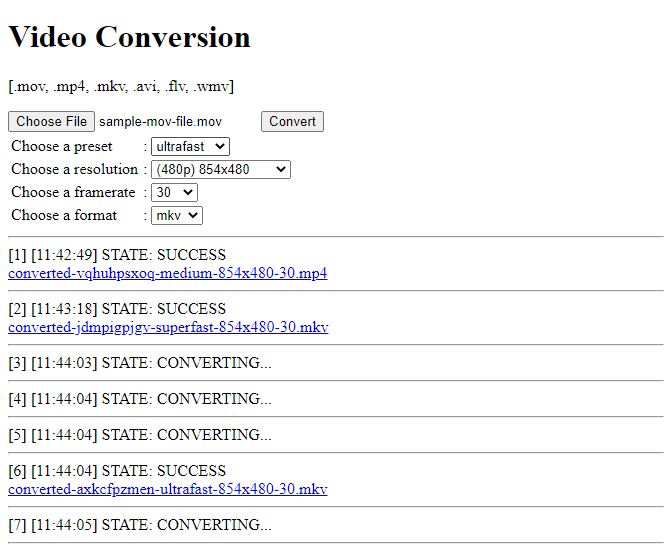 Video Conversion
[.mov, .mp4, .mkv, .avi, .flv, .wmv]
Choose File sample-mov-file.mov Convert
Choose a preset : ultrafast
Choose a resolution : (480p) 854x480
Choose a framerate : 30
Choose a format : mkv
[1] [11:42:49] STATE: SUCCESS
converted-vqhuhpsxoq-medium-854x480-30.mp4
[2] [11:43:18] STATE: SUCCESS
converted-jdmpigpjgv-superfast-854x480-30.mkv
[3] [11:44:03] STATE: CONVERTING...
[4] [11:44:04] STATE: CONVERTING...
[5] [11:44:04] STATE: CONVERTING...
[6] [11:44:04] STATE: SUCCESS
converted-axkcfpzmen-ultrafast-854x480-30.mkv
[7] [11:44:05] STATE: CONVERTING...